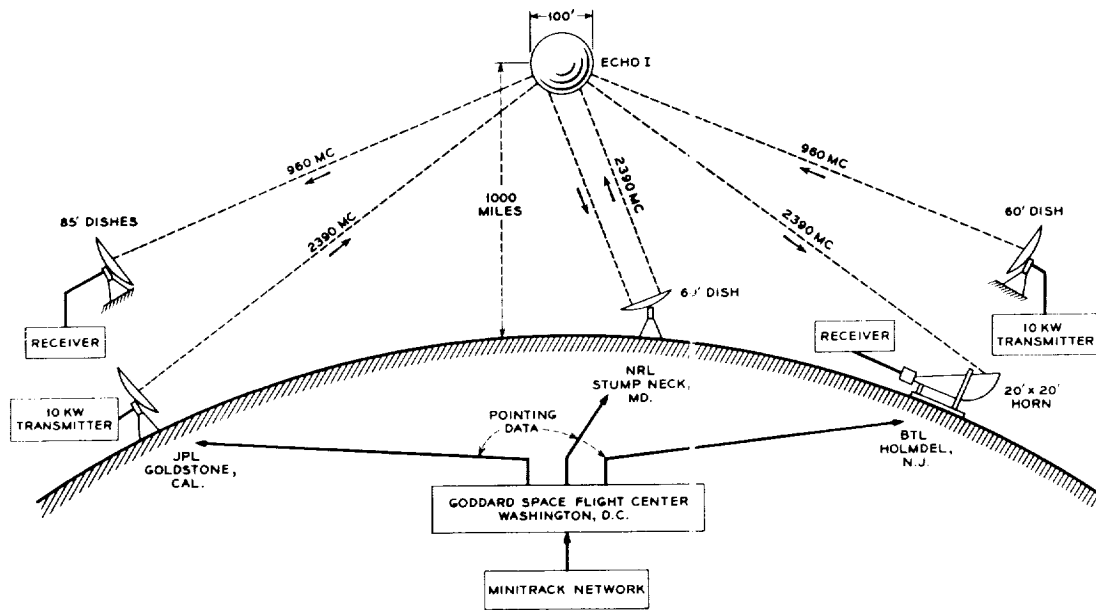 100'
ECHO I
960 MC
960 MC
2390 MC
1000
MILES
2390 MC
2390 MC
85' DISHES
60' DISH
60' DISH
RECEIVER
RECEIVER
10 KW
TRANSMITTER
10 KW
TRANSMITTER
20' x 20'
HORN
NRL
STUMP NECK,
MD.
POINTING
DATA
JPL
GOLDSTONE,
CAL.
BTL
HOLMDEL,
N.J.
GODDARD SPACE FLIGHT CENTER
WASHINGTON, D.C.
MINITRACK NETWORK